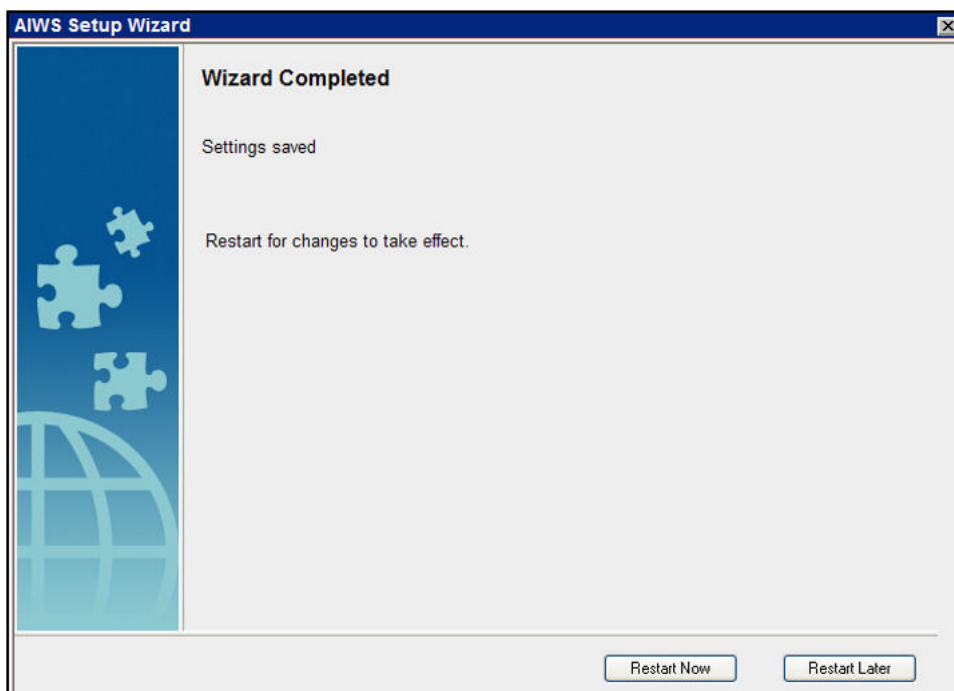 AIWS Setup Wizard
Wizard Completed
Settings saved
Restart for changes to take effect.
Restart Now
Restart Later